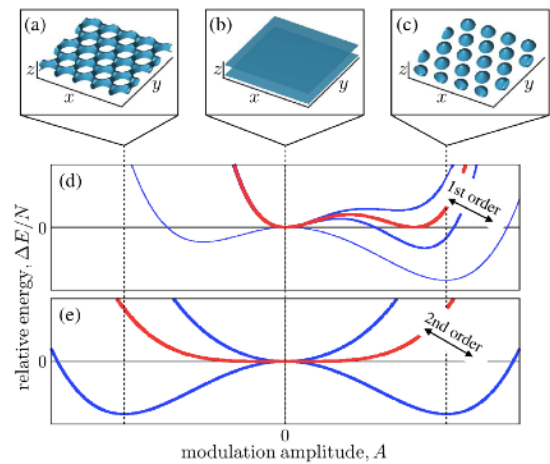 (a)
z
x
y
(b)
z
x
y
(c)
z
x
y
(d)
0
1st order
relative energy, ΔE/N
(e)
0
2nd order
0
modulation amplitude, A